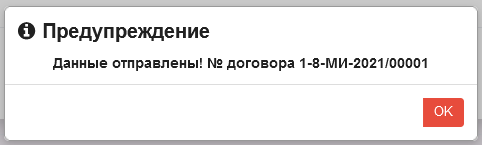 Предупреждение
Данные отправлены! № договора 1-8-МИ-2021/00001
OK